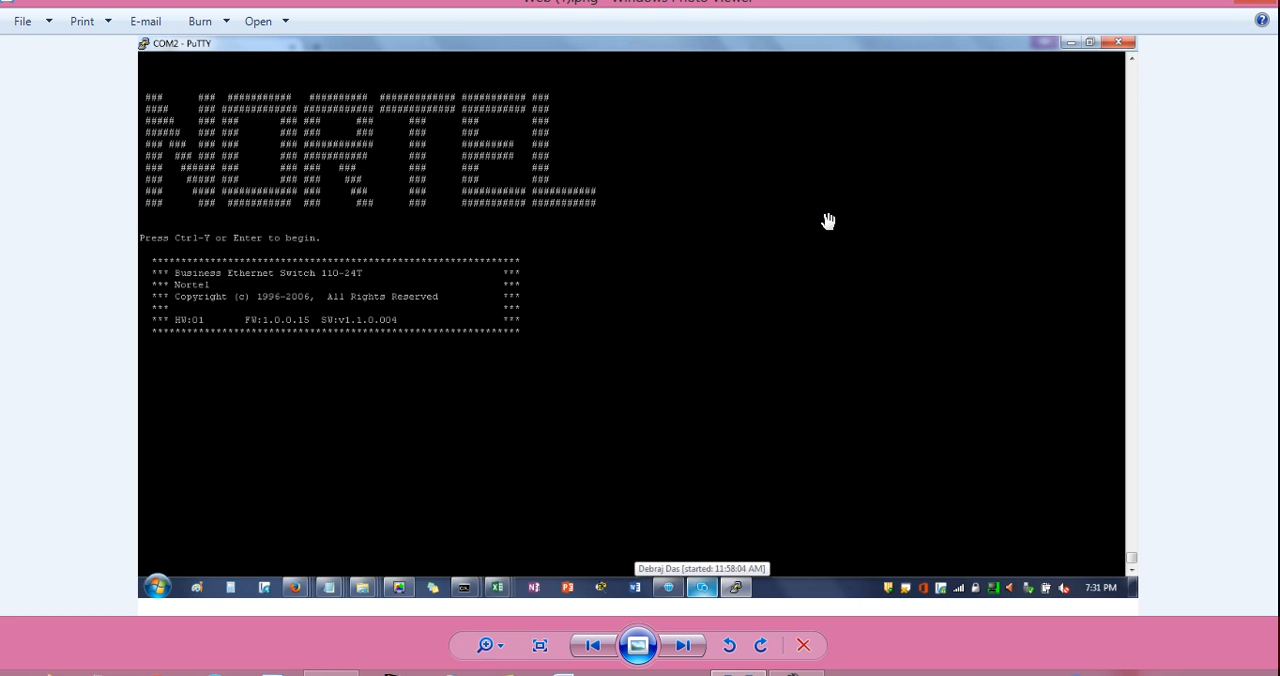 File Print E-mail Burn Open
COM2 - PuTTY
NORTEL
Press Ctrl-Y or Enter to begin.
***************************************************************
*** Business Ethernet Switch 110-24T ***
*** Nortel ***
*** Copyright (c) 1996-2006, All Rights Reserved ***
*** ***
*** HW:01 FW:1.0.0.15 SW:v1.1.0.004 ***
***************************************************************
Debraj Das [started: 11:58:04 AM]
7:31 PM